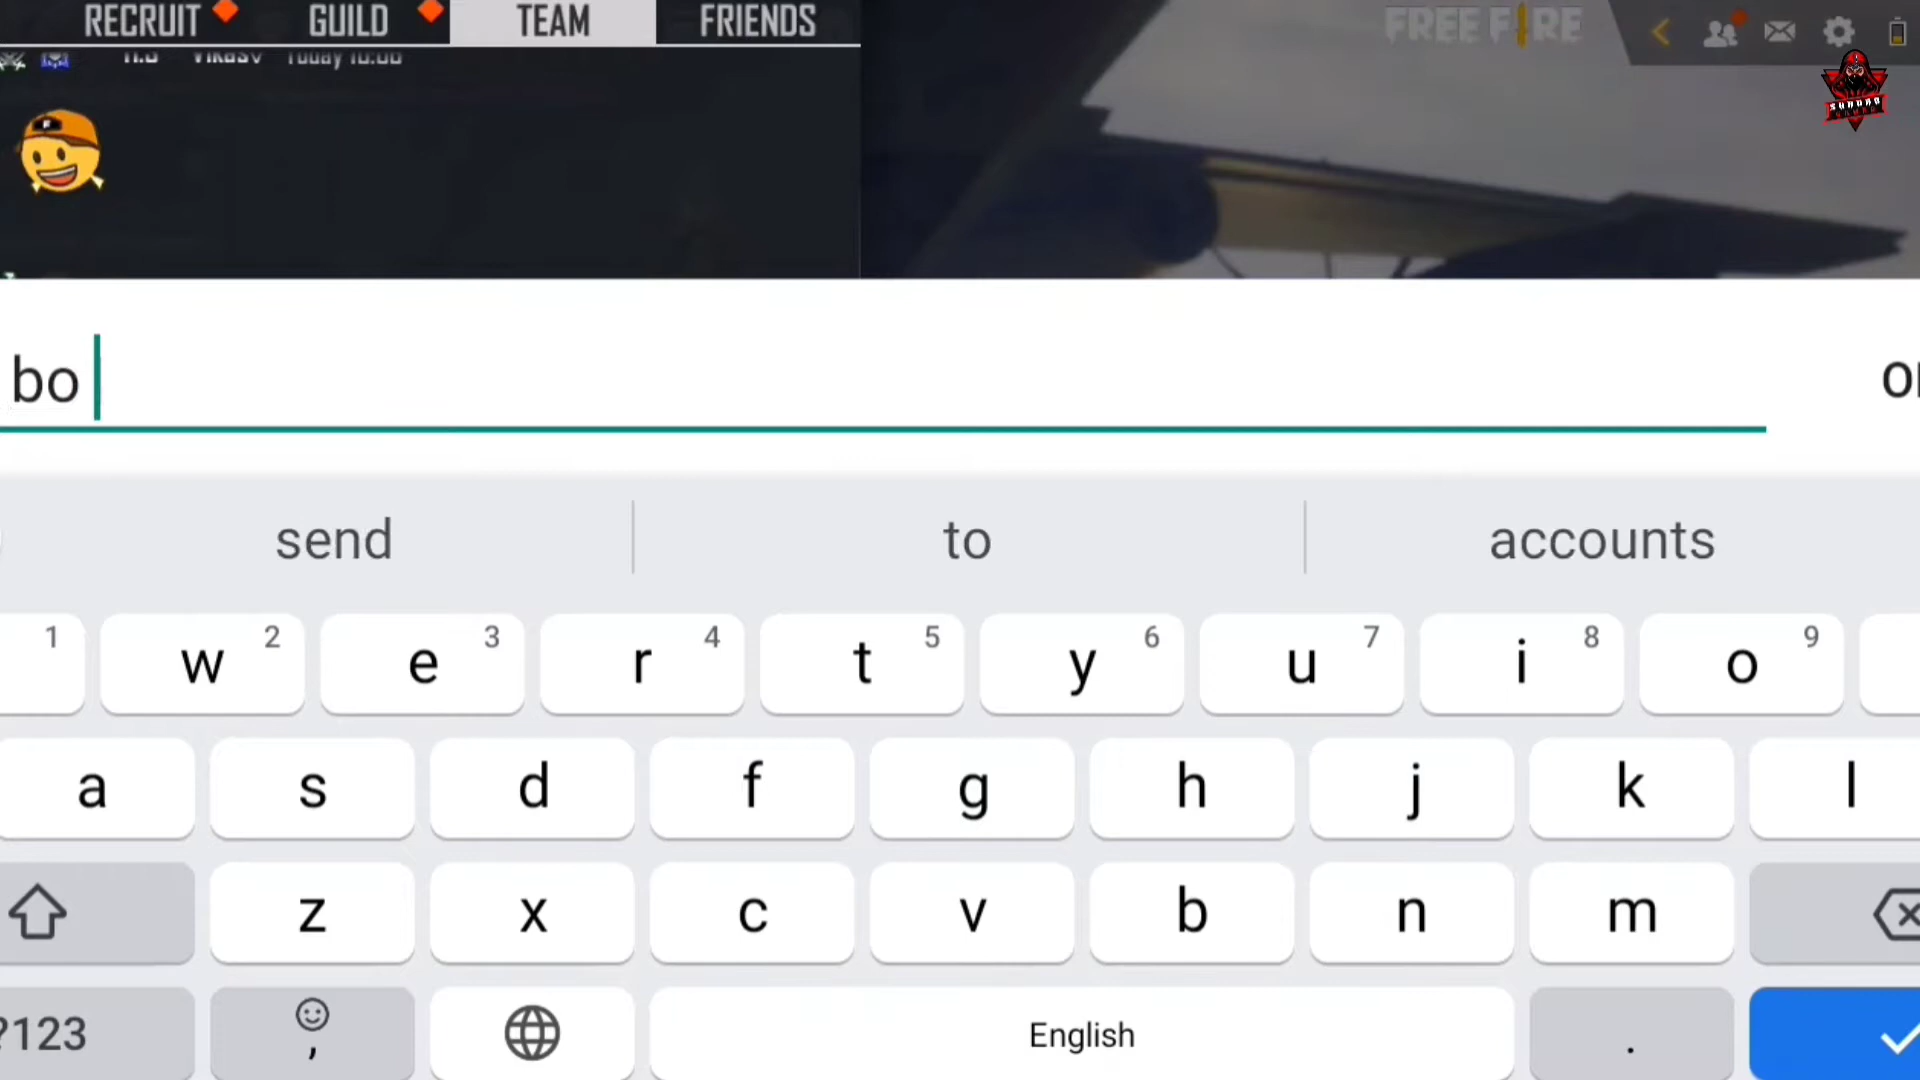 RECRUIT GUILD TEAM FRIENDS
FREE FIRE
Today
bo
send to accounts
1 w 2 e 3 r 4 t 5 y 6 u 7 i 8 o 9
a s d f g h j k l
z x c v b n m
?123 , English .